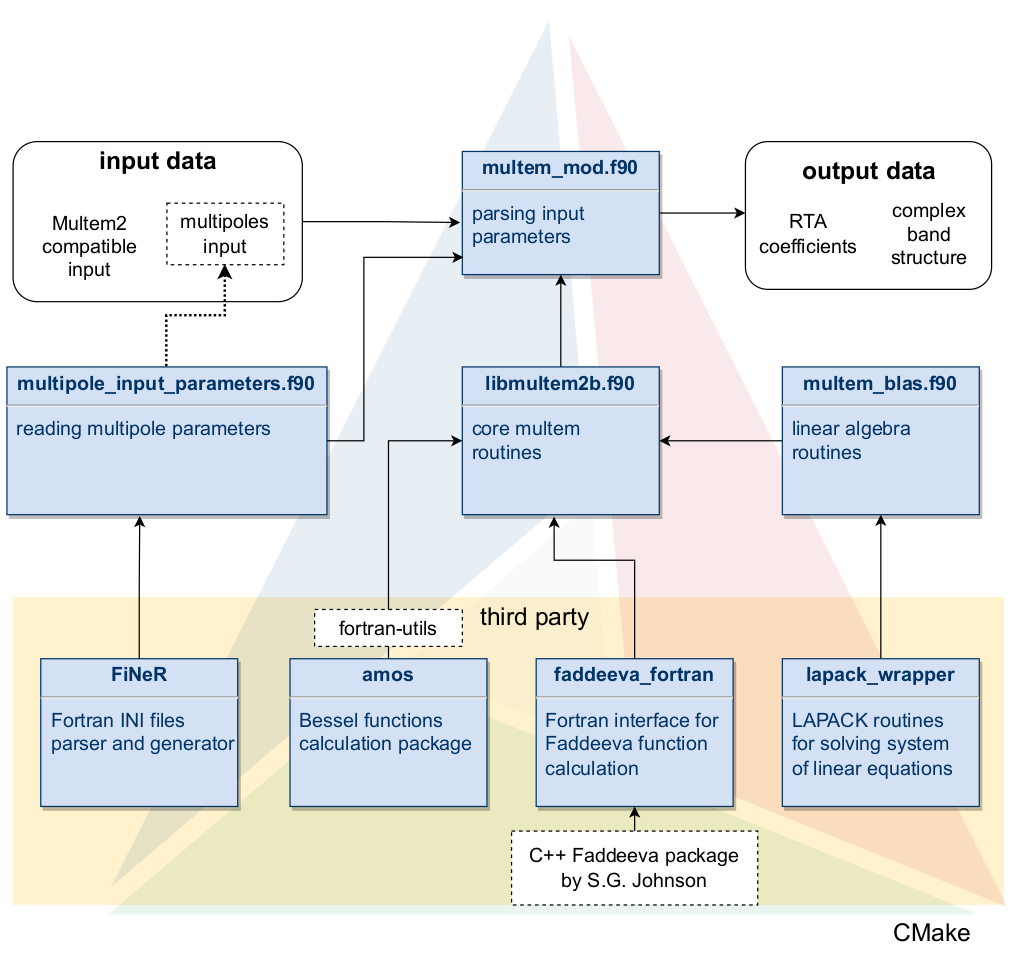 input data
Multem2
compatible
input
multipoles
input
multem_mod.f90
parsing input
parameters
output data
RTA
coefficients
complex
band
structure
multipole_input_parameters.f90
reading multipole parameters
libmultem2b.f90
core multem
routines
multem_blas.f90
linear algebra
routines
third party
fortran-utils
FiNeR
Fortran INI files
parser and generator
amos
Bessel functions
calculation package
faddeeva_fortran
Fortran interface for
Faddeeva function
calculation
lapack_wrapper
LAPACK routines
for solving system
of linear equations
C++ Faddeeva package
by S.G. Johnson
CMake